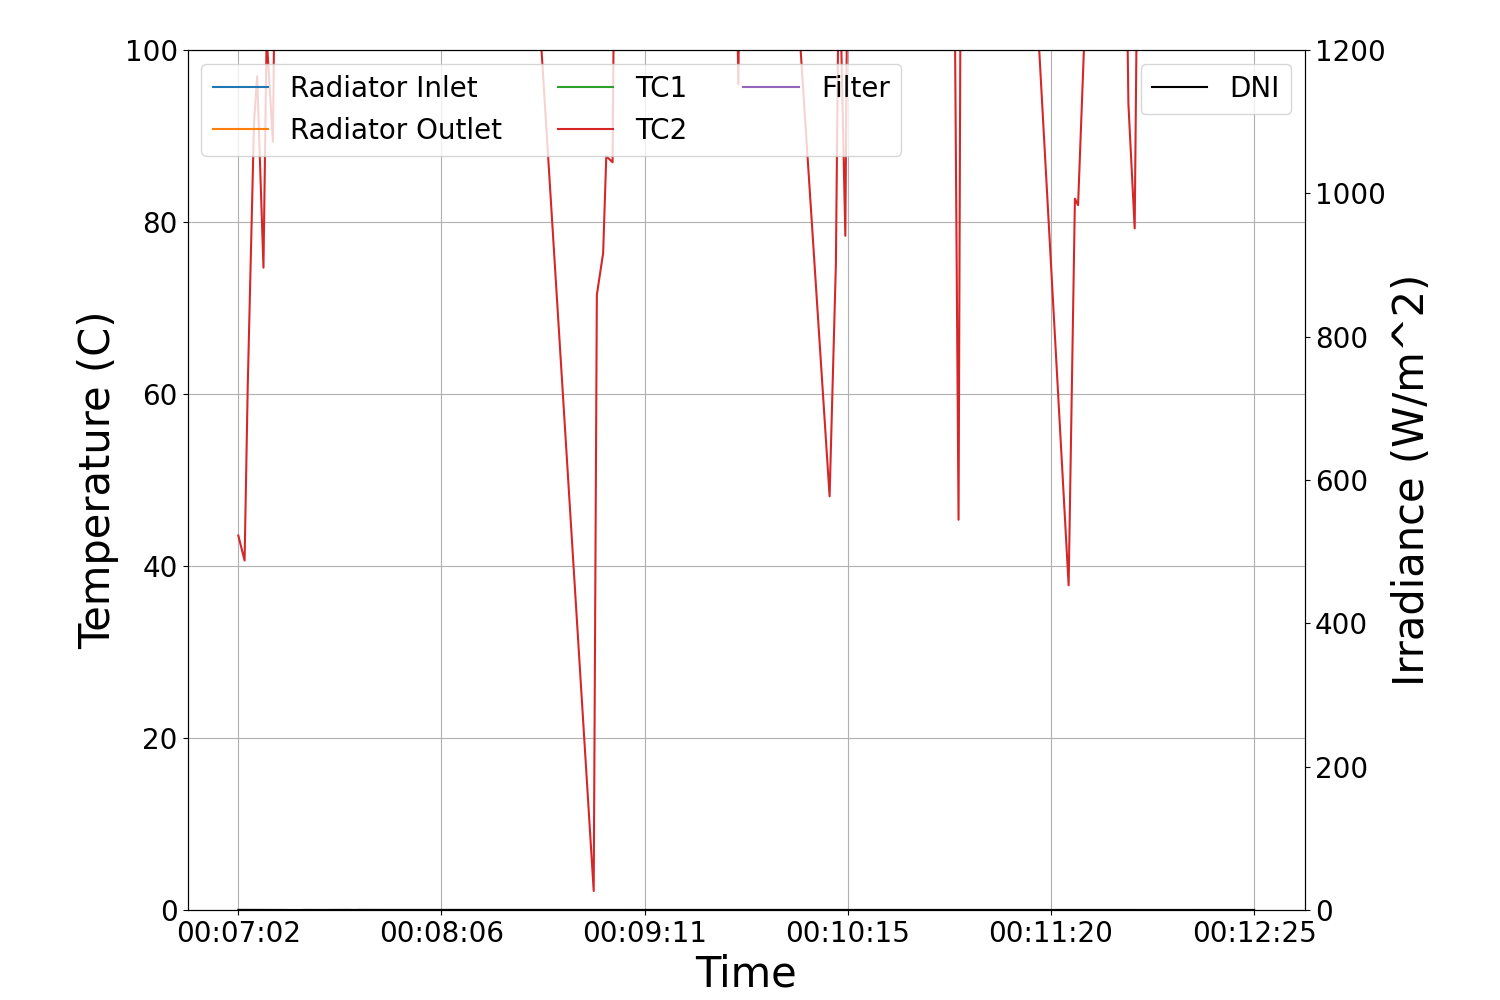 100
80
60
40
20
0
Temperature (C)
Radiator Inlet
Radiator Outlet
TC1
TC2
Filter
DNI
1200
1000
800
600
400
200
0
Irradiance (W/m^2)
00:07:02 00:08:06 00:09:11 00:10:15 00:11:20 00:12:25
Time